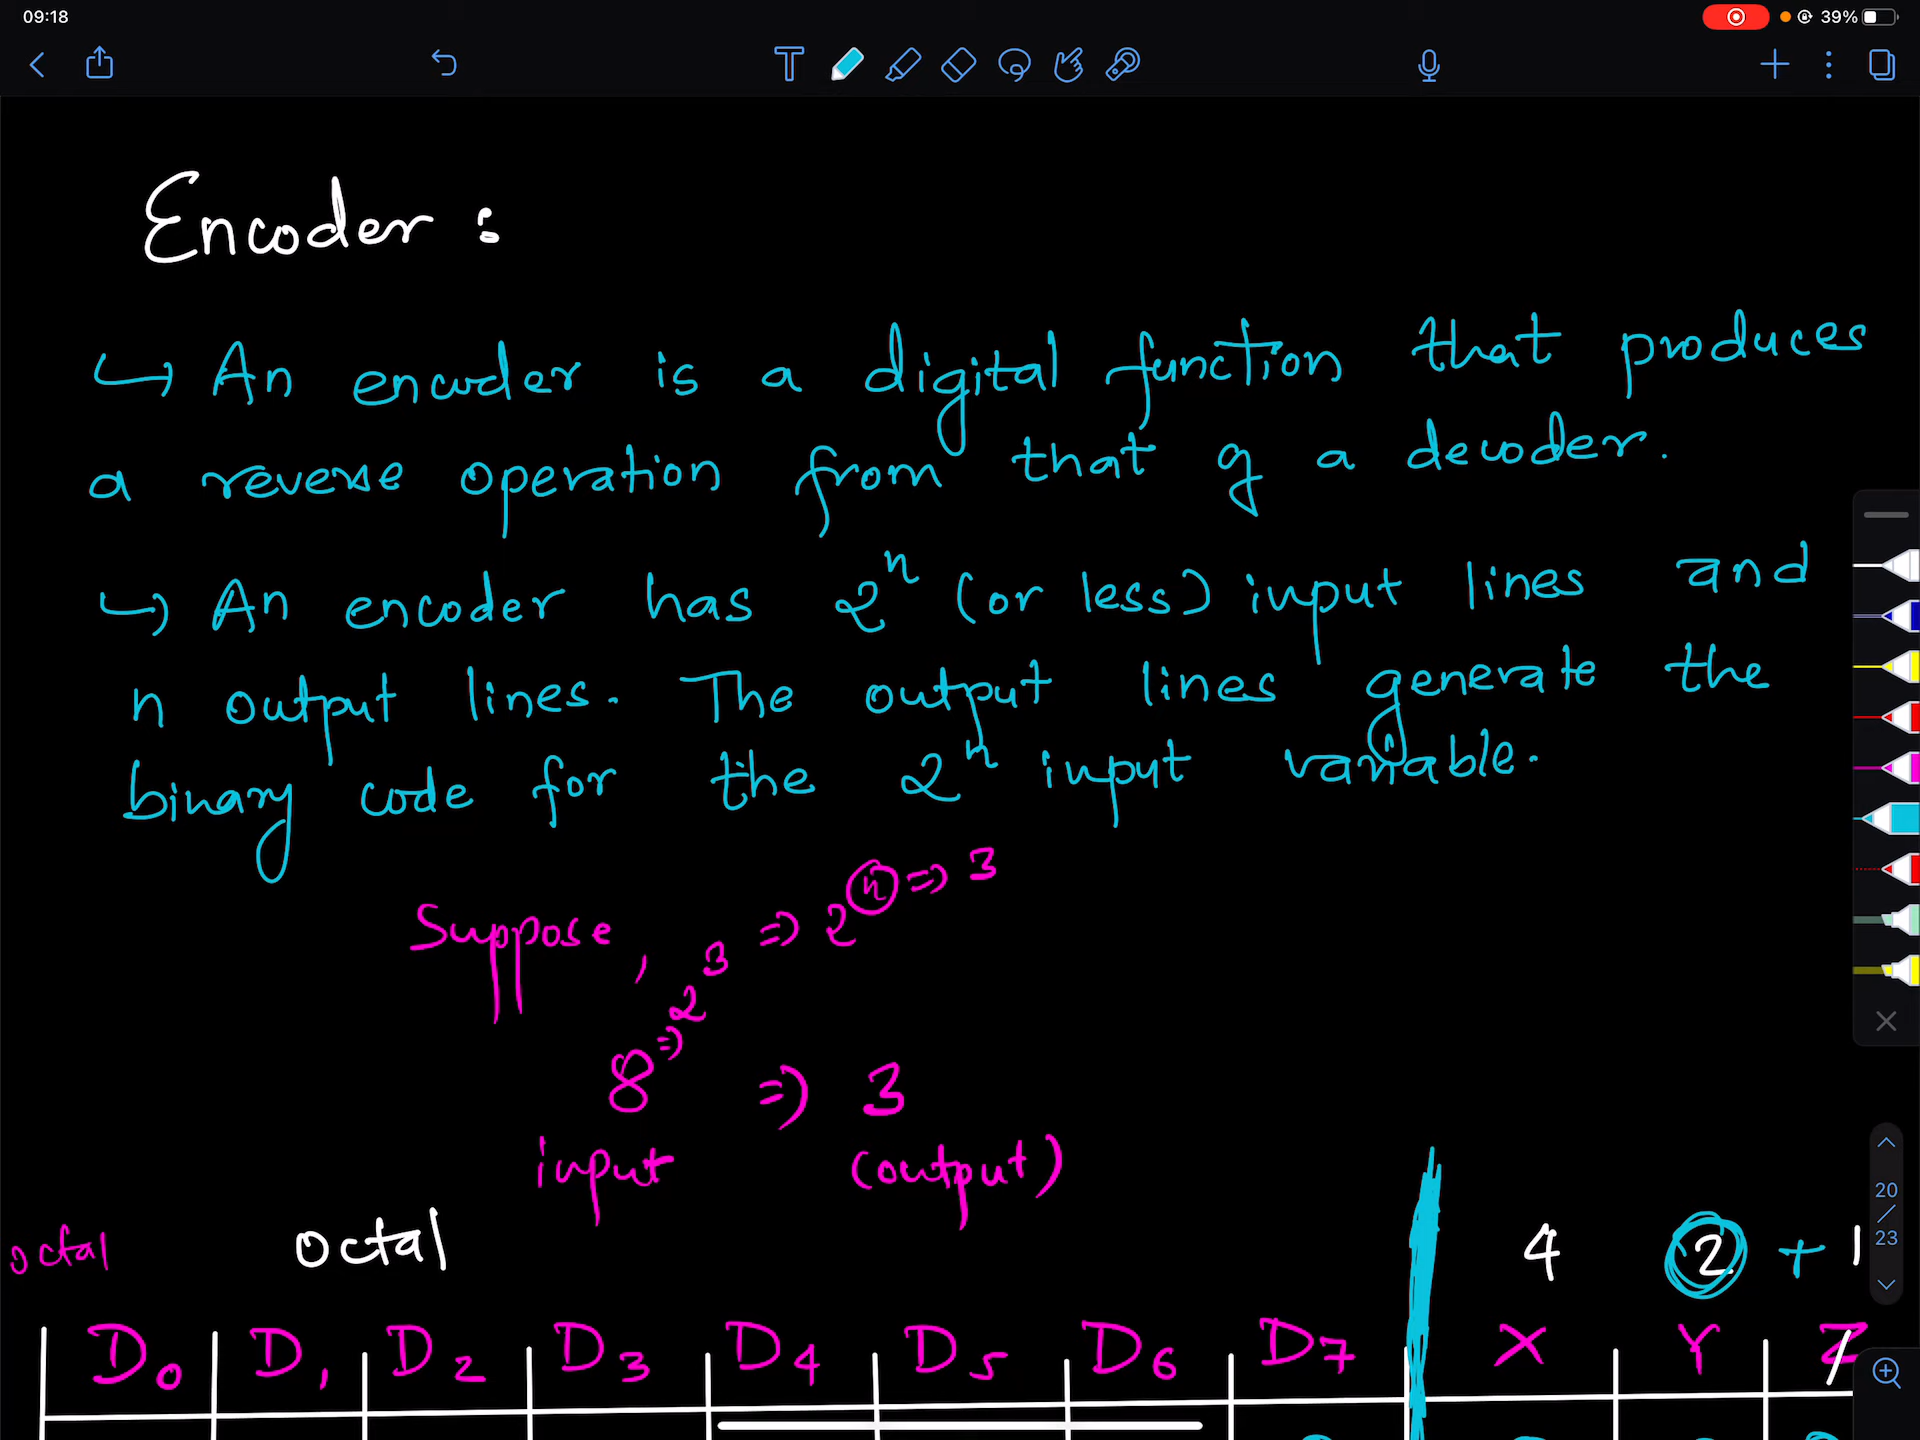 09:18
39%
Encoder :
↳ An encoder is a digital function that produces
a reverse operation from that of a decoder.
↳ An encoder has 2ⁿ (or less) input lines and
n output lines. The output lines generate the
binary code for the 2ⁿ input variable.
Suppose, 8 ⇒ 2³ ⇒ 2ⁿ ⇒ 3
8 ⇒ 3
input (output)
octal octal 4 2 + 1
D₀ D₁ D₂ D₃ D₄ D₅ D₆ D₇ X Y Z
20
/
23